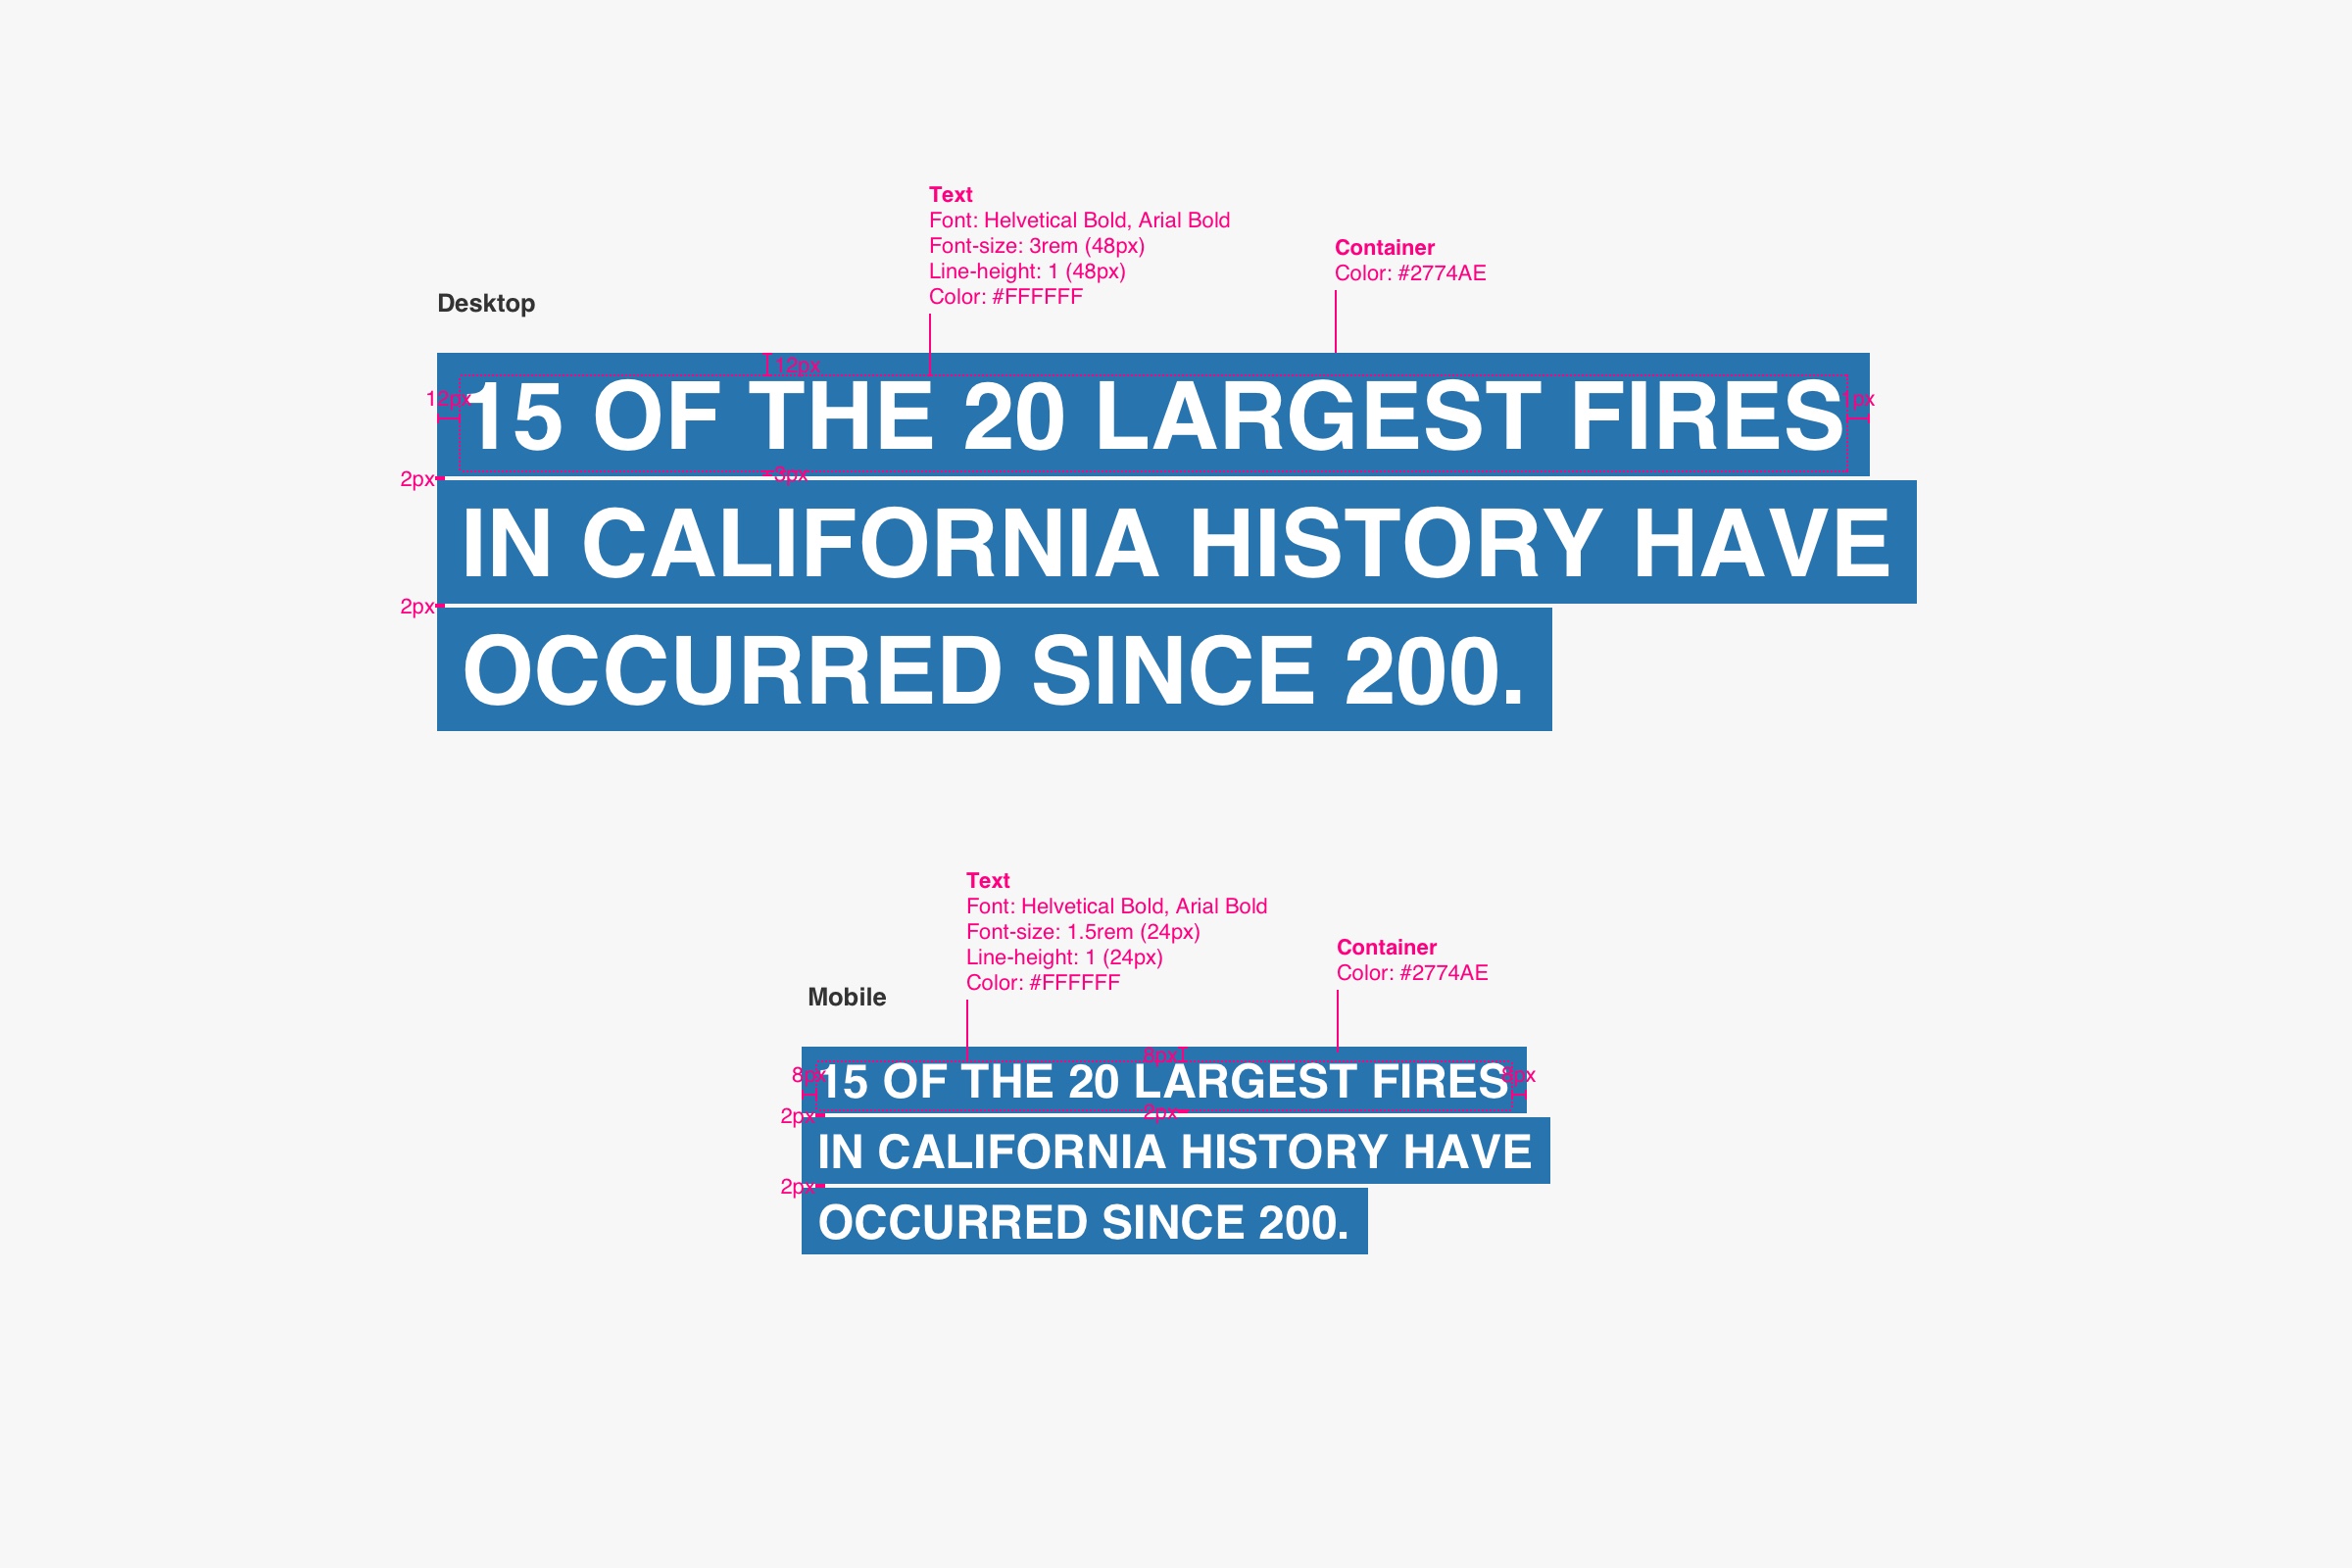 Text
Font: Helvetical Bold, Arial Bold
Font-size: 3rem (48px)
Line-height: 1 (48px)
Color: #FFFFFF
Container
Color: #2774AE
Desktop
12px
12px
15 OF THE 20 LARGEST FIRES
1px
3px
2px
IN CALIFORNIA HISTORY HAVE
2px
OCCURRED SINCE 200.
Text
Font: Helvetical Bold, Arial Bold
Font-size: 1.5rem (24px)
Line-height: 1 (24px)
Color: #FFFFFF
Container
Color: #2774AE
Mobile
8px
8px
15 OF THE 20 LARGEST FIRES
8px
2px
2px
IN CALIFORNIA HISTORY HAVE
2px
OCCURRED SINCE 200.